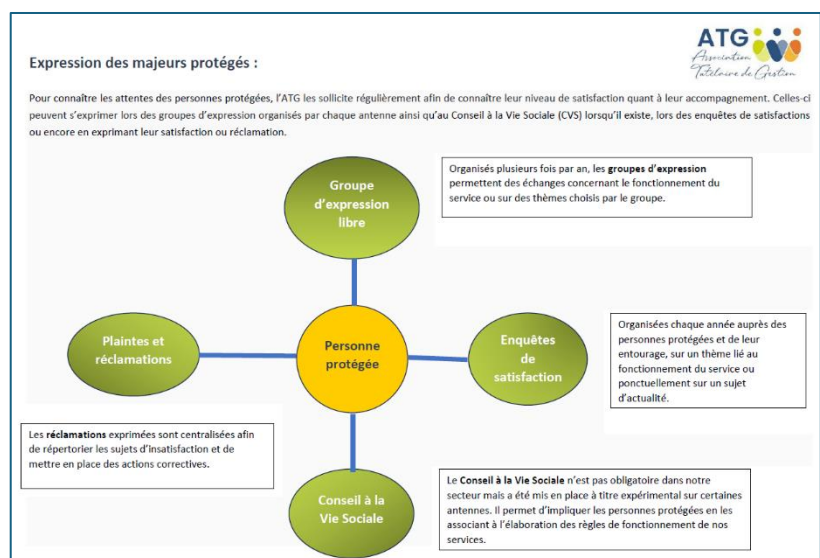 ATG
Association
Tutélaire de Gestion
Expression des majeurs protégés :
Pour connaître les attentes des personnes protégées, l'ATG les sollicite régulièrement afin de connaître leur niveau de satisfaction quant à leur accompagnement. Celles-ci
peuvent s'exprimer lors des groupes d'expression organisés par chaque antenne ainsi qu'au Conseil à la Vie Sociale (CVS) lorsqu'il existe, lors des enquêtes de satisfactions
ou encore en exprimant leur satisfaction ou réclamation.
Groupe
d'expression
libre
Organisés plusieurs fois par an, les groupes d'expression
permettent des échanges concernant le fonctionnement du
service ou sur des thèmes choisis par le groupe.
Plaintes et
réclamations
Personne
protégée
Enquêtes
de
satisfaction
Organisées chaque année auprès des
personnes protégées et de leur
entourage, sur un thème lié au
fonctionnement du service ou
ponctuellement sur un sujet
d'actualité.
Les réclamations exprimées sont centralisées afin
de répertorier les sujets d'insatisfaction et de
mettre en place des actions correctives.
Conseil à la
Vie Sociale
Le Conseil à la Vie Sociale n'est pas obligatoire dans notre
secteur mais a été mis en place à titre expérimental sur certaines
antennes. Il permet d'impliquer les personnes protégées en les
associant à l'élaboration des règles de fonctionnement de nos
services.